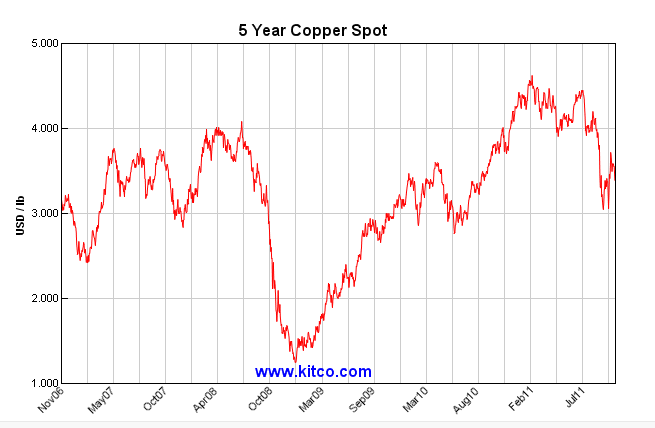 5 Year Copper Spot
5.000
4.000
3.000
2.000
1.000
USD / lb
www.kitco.com
Nov06
May07
Oct07
Apr08
Oct08
Mar09
Sep09
Mar10
Aug10
Feb11
Jul11